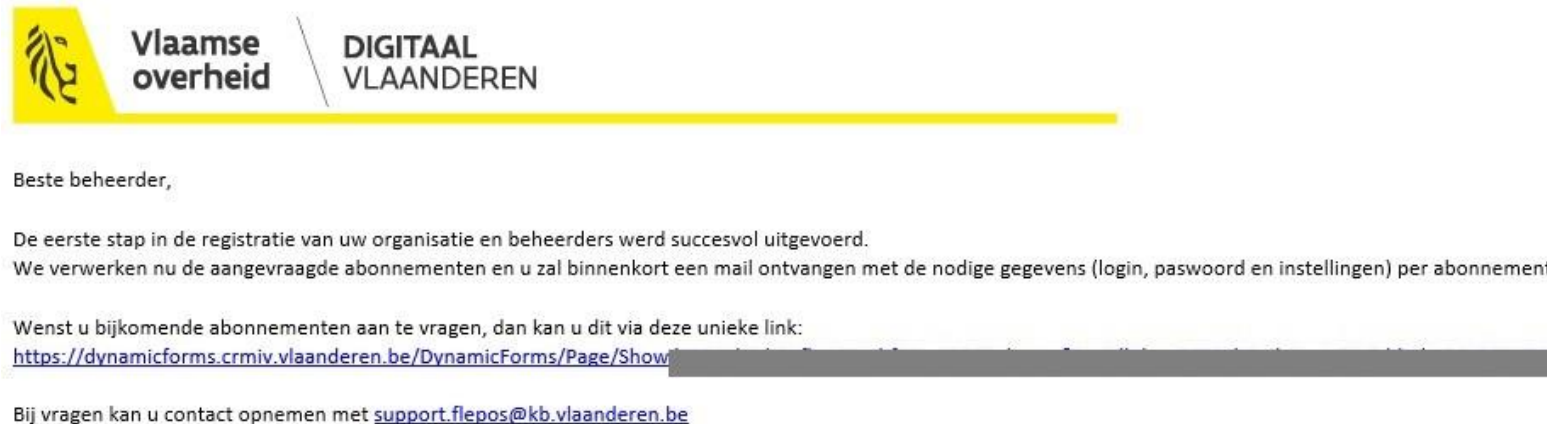 Vlaamse overheid
DIGITAAL VLAANDEREN
Beste beheerder,
De eerste stap in de registratie van uw organisatie en beheerders werd succesvol uitgevoerd.
We verwerken nu de aangevraagde abonnementen en u zal binnenkort een mail ontvangen met de nodige gegevens (login, paswoord en instellingen) per abonnement
Wenst u bijkomende abonnementen aan te vragen, dan kan u dit via deze unieke link:
https://dynamicforms.crmiv.vlaanderen.be/DynamicForms/Page/Show
Bij vragen kan u contact opnemen met support.flepos@kb.vlaanderen.be